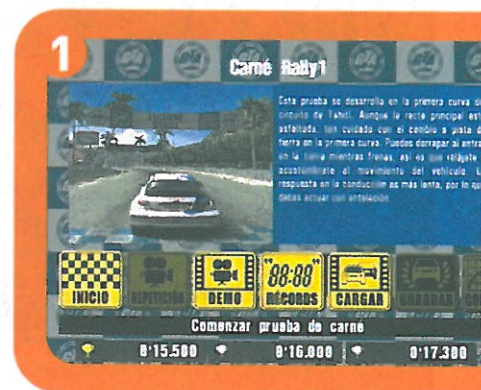 1
Carné Rally1
Esta prueba se desarrolla en la primera curva de
circuito de Tahití. Aunque la recta principal est
asfaltada, ten cuidado con el cambio a pista d
tierra en la primera curva. Puedes derrapar al entra
en la curva mientras frenas, así es que relájate
acostúmbrate al movimiento del vehículo. L
respuesta en la conducción es más lenta, por lo qu
debes actuar con antelación.
INICIO REPETICIÓN DEMO "88:88" RÉCORDS CARGAR GUARDAR
Comenzar prueba de carné
0'15.500 0'16.000 0'17.300